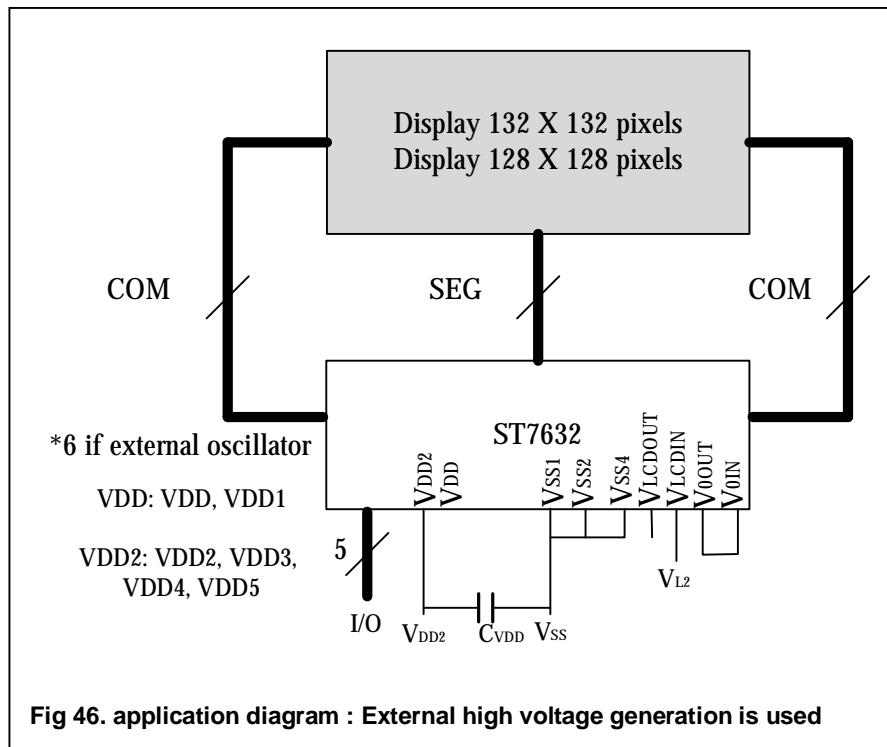 Display 132 X 132 pixels
Display 128 X 128 pixels
COM
SEG
COM
ST7632
*6 if external oscillator
VDD: VDD, VDD1
VDD2: VDD2, VDD3,
VDD4, VDD5
VDD2
VDD
VSS1
VSS2
VSS4
VLCDOUT
VLCDIN
V0OUT
V0IN
5
I/O
VDD2
CVDD
VSS
VL2
Fig 46. application diagram : External high voltage generation is used